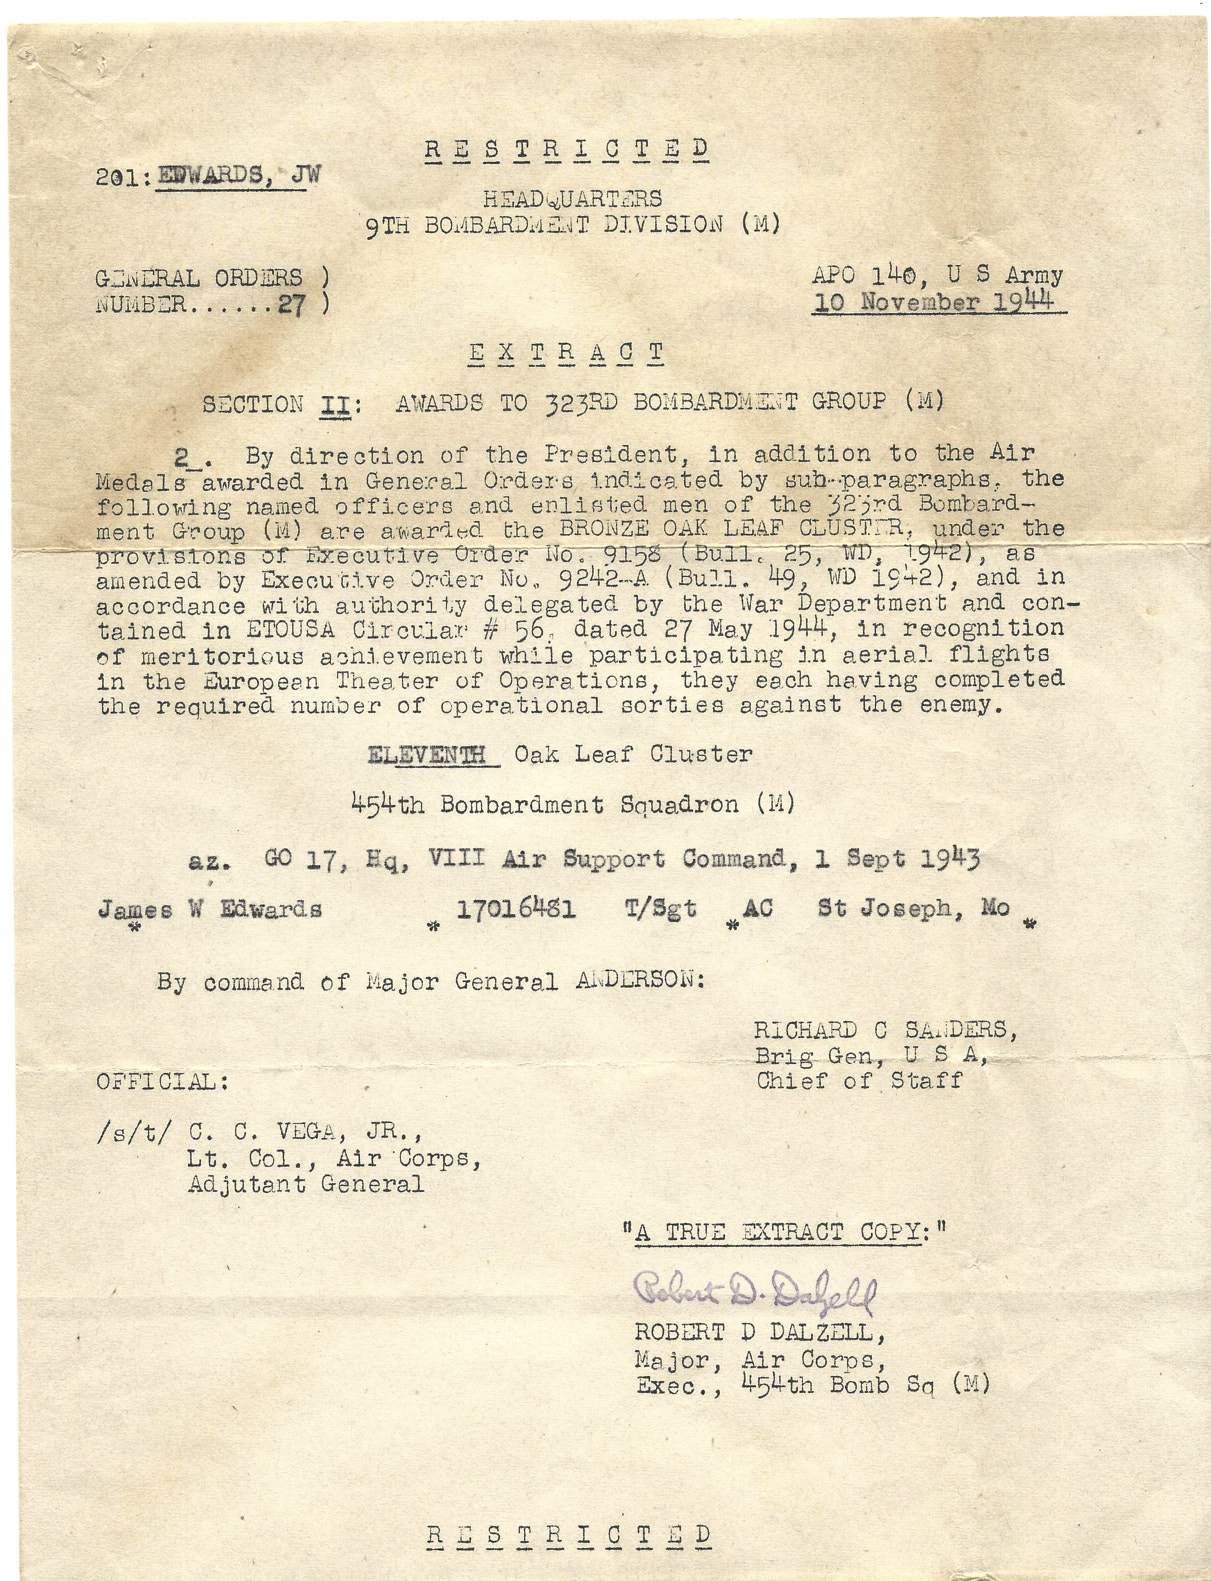 R E S T R I C T E D
201: EDWARDS, JW
HEADQUARTERS
9TH BOMBARDMENT DIVISION (M)
GENERAL ORDERS )
NUMBER......27 )
APO 140, U S Army
10 November 1944
E X T R A C T
SECTION II: AWARDS TO 323RD BOMBARDMENT GROUP (M)
2 . By direction of the President, in addition to the Air
Medals awarded in General Orders indicated by sub-paragraphs, the
following named officers and enlisted men of the 323rd Bombard-
ment Group (M) are awarded the BRONZE OAK LEAF CLUSTER, under the
provisions of Executive Order No. 9158 (Bull. 25, WD, 1942), as
amended by Executive Order No. 9242-A (Bull. 49, WD 1942), and in
accordance with authority delegated by the War Department and con-
tained in ETOUSA Circular # 56, dated 27 May 1944, in recognition
of meritorious achievement while participating in aerial flights
in the European Theater of Operations, they each having completed
the required number of operational sorties against the enemy.
ELEVENTH Oak Leaf Cluster
454th Bombardment Squadron (M)
az. GO 17, Hq, VIII Air Support Command, 1 Sept 1943
James W Edwards * 17016481 T/Sgt * AC St Joseph, Mo *
*
By command of Major General ANDERSON:
RICHARD C SANDERS,
Brig Gen, U S A,
Chief of Staff
OFFICIAL:
/s/t/ C. C. VEGA, JR.,
Lt. Col., Air Corps,
Adjutant General
"A TRUE EXTRACT COPY:"
Robert D. Dalzell
ROBERT D DALZELL,
Major, Air Corps,
Exec., 454th Bomb Sq (M)
R E S T R I C T E D